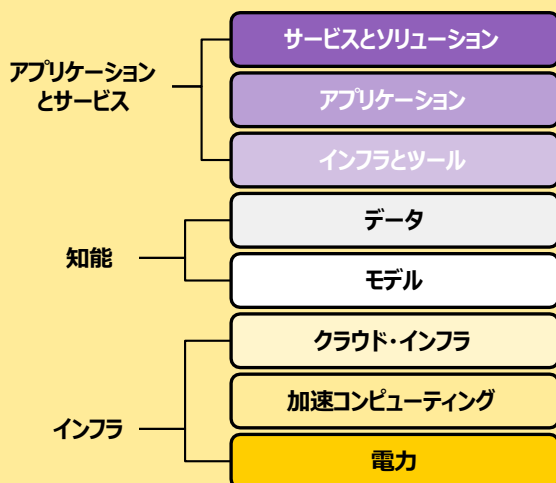 アプリケーション
とサービス
サービスとソリューション
アプリケーション
インフラとツール
知能
データ
モデル
インフラ
クラウド・インフラ
加速コンピューティング
電力